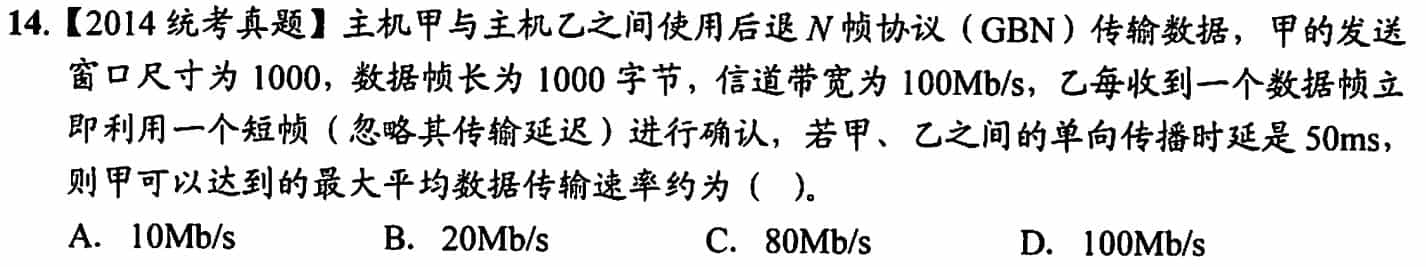 14.【2014 统考真题】主机甲与主机乙之间使用后退 N 帧协议（GBN）传输数据，甲的发送
窗口尺寸为 1000，数据帧长为 1000 字节，信道带宽为 100Mb/s，乙每收到一个数据帧立
即利用一个短帧（忽略其传输延迟）进行确认，若甲、乙之间的单向传播时延是 50ms，
则甲可以达到的最大平均数据传输速率约为（ ）。
A. 10Mb/s B. 20Mb/s C. 80Mb/s D. 100Mb/s